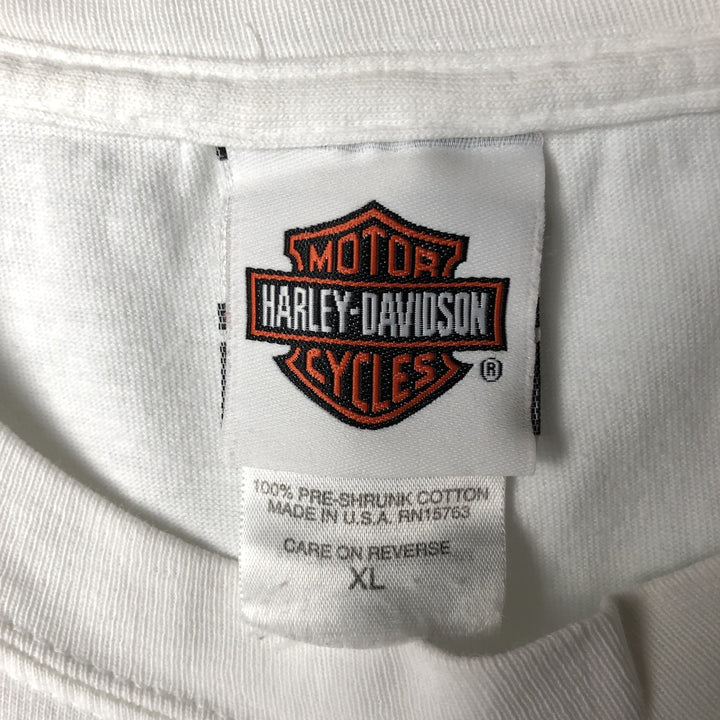 MOTOR
HARLEY-DAVIDSON
CYCLES
®
100% PRE-SHRUNK COTTON
MADE IN U.S.A. RN15763
CARE ON REVERSE
XL